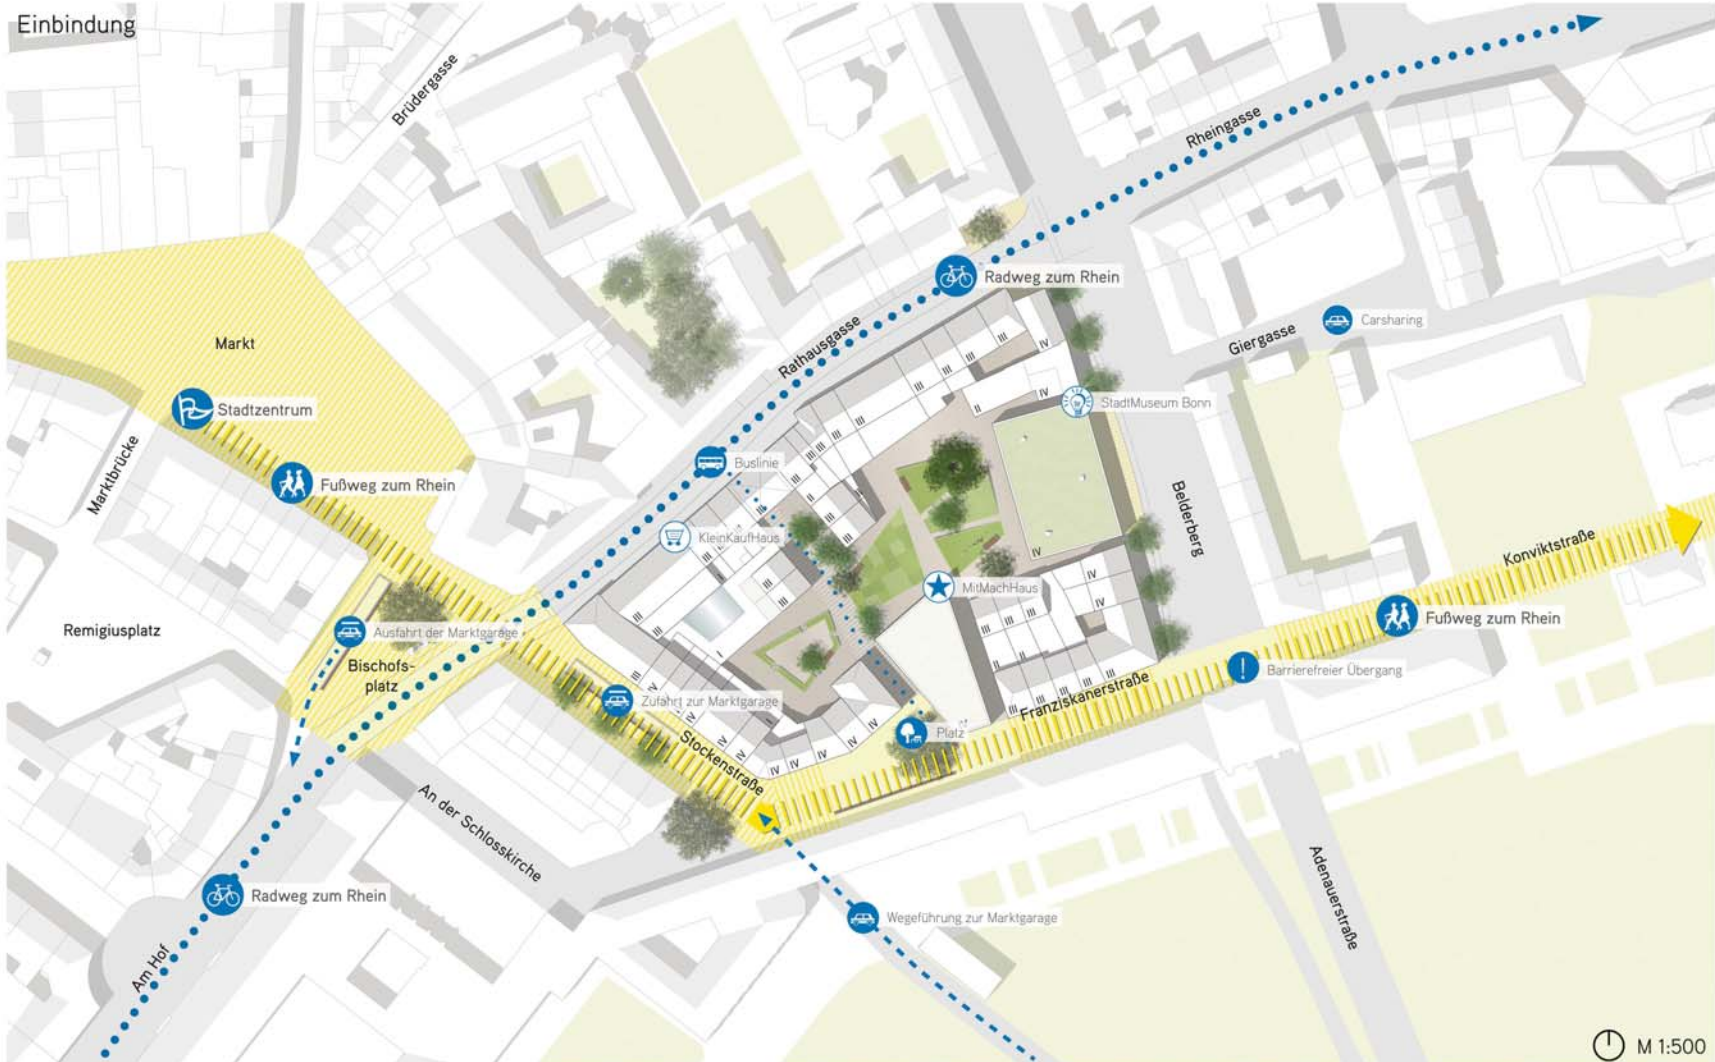 Einbindung
Brüdergasse
Rheingasse
Radweg zum Rhein
Carsharing
Giergasse
Markt
Rathausgasse
Stadtzentrum
StadtMuseum Bonn
Marktbrücke
Fußweg zum Rhein
Buslinie
Belderberg
KleinKaufHaus
Konviktstraße
MitMachHaus
Remigiusplatz
Ausfahrt der Marktgarage
Fußweg zum Rhein
Bischofs-
platz
Barrierefreier Übergang
Zufahrt zur Marktgarage
Franziskanerstraße
Platz
Stockenstraße
An der Schlosskirche
Radweg zum Rhein
Wegeführung zur Marktgarage
Adenauerstraße
Am Hof
M 1:500